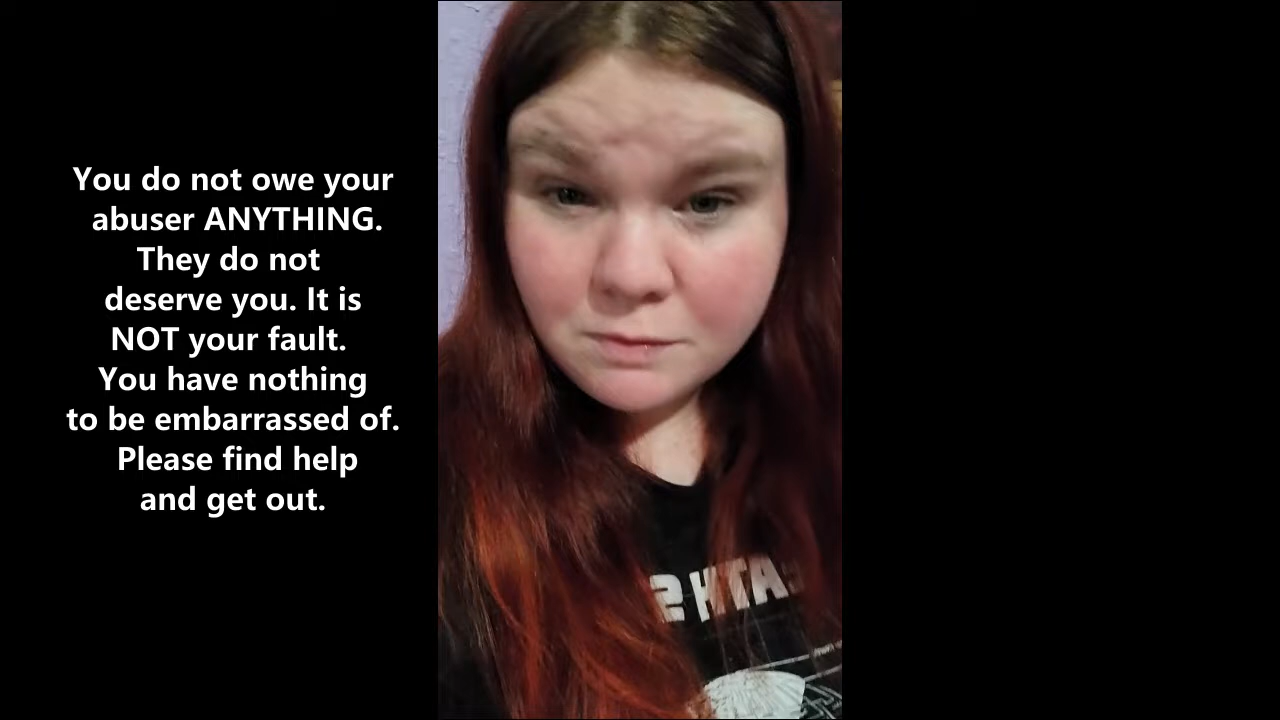 You do not owe your
abuser ANYTHING.
They do not
deserve you. It is
NOT your fault.
You have nothing
to be embarrassed of.
Please find help
and get out.